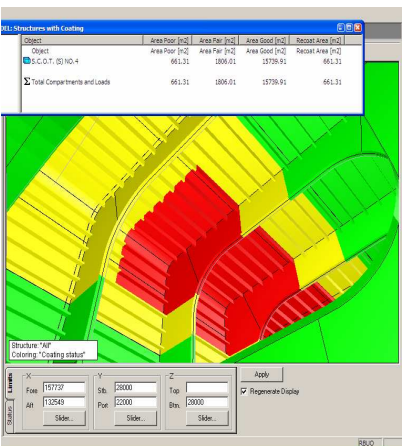 DEL: Structures with Coating
Object Area Poor [m2] Area Fair [m2] Area Good [m2] Recoat Area [m2]
Object Area Poor [m2] Area Fair [m2] Area Good [m2] Recoat Area [m2]
S.C.O.T. (S) NO.4 661.31 1806.01 15739.91 661.31
Σ Total Compartments and Loads 661.31 1806.01 15739.91 661.31
Structure: "All"
Coloring: "Coating status"
Limits
Status
X Y Z
Fore 157737 Stb. 28000 Top
Aft 132549 Port 22000 Btm. 28000
Slider... Slider... Slider...
Apply
Regenerate Display
RBUO